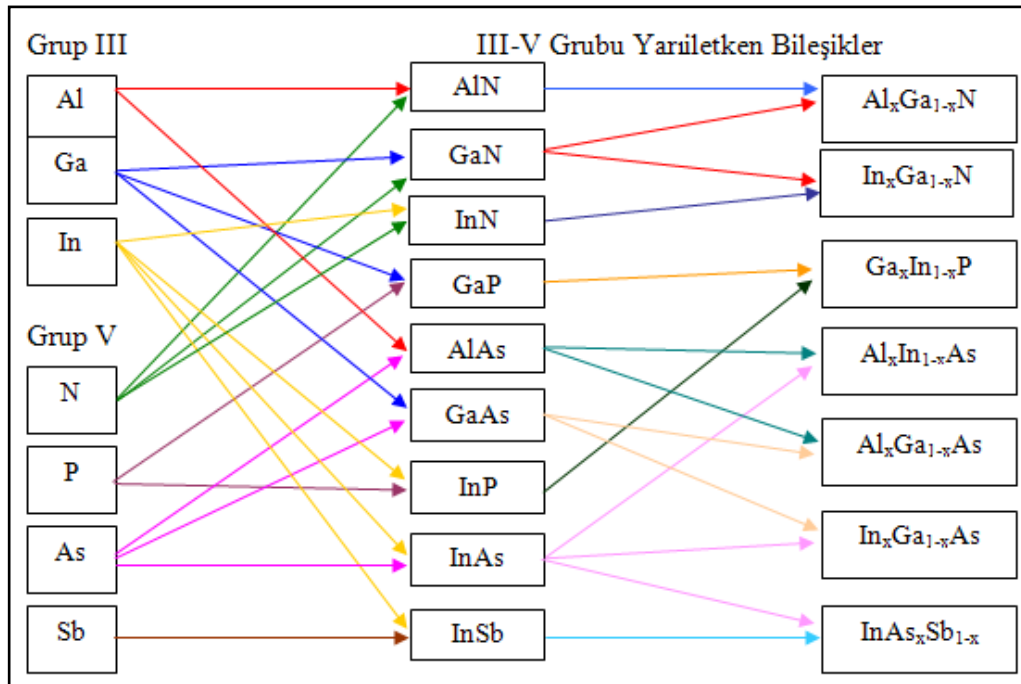 Grup III
Al
Ga
In
Grup V
N
P
As
Sb
III-V Grubu Yarıiletken Bileşikler
AlN
GaN
InN
GaP
AlAs
GaAs
InP
InAs
InSb
AlₓGa₁₋ₓN
InₓGa₁₋ₓN
GaₓIn₁₋ₓP
AlₓIn₁₋ₓAs
AlₓGa₁₋ₓAs
InₓGa₁₋ₓAs
InAsₓSb₁₋ₓ